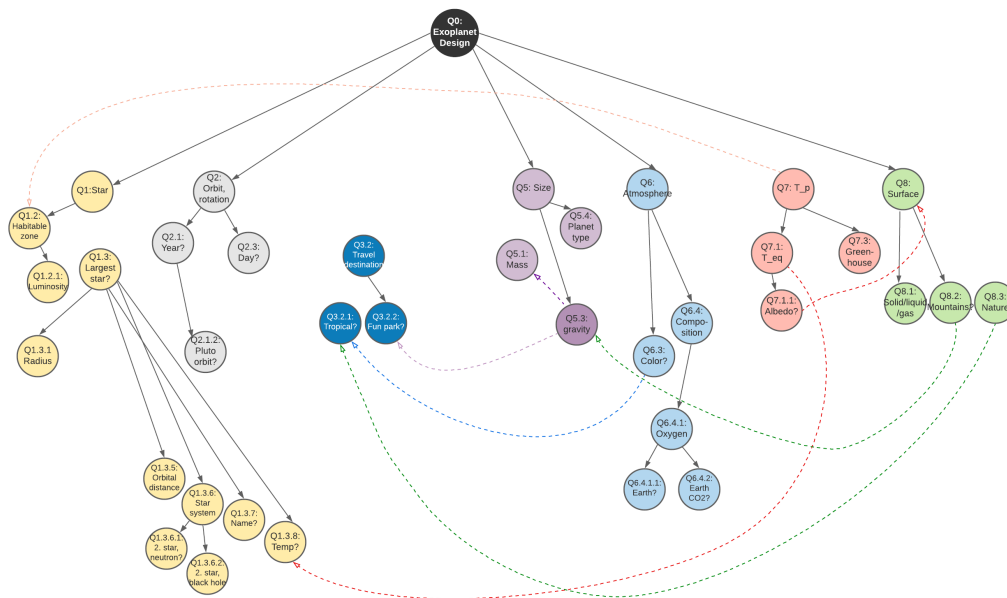 Q0:
Exoplanet
Design
Q1:Star
Q2:
Orbit,
rotation
Q5: Size
Q6:
Atmosphere
Q7: T_p
Q8:
Surface
Q1.2:
Habitable
zone
Q2.1:
Year?
Q2.3:
Day?
Q3.2:
Travel
destination
Q5.4:
Planet
type
Q5.1:
Mass
Q7.1:
T_eq
Q7.3:
Green-
house
Q1.3:
Largest
star?
Q1.2.1:
Luminosity
Q3.2.1:
Tropical?
Q3.2.2:
Fun park?
Q5.3:
gravity
Q6.4:
Compo-
sition
Q7.1.1:
Albedo?
Q8.1:
Solid/liquid
/gas
Q8.2:
Mountains?
Q8.3:
Nature
Q1.3.1
Radius
Q2.1.2:
Pluto
orbit?
Q6.3:
Color?
Q6.4.1:
Oxygen
Q6.4.1.1:
Earth?
Q6.4.2:
Earth
CO2?
Q1.3.5:
Orbital
distance
Q1.3.6:
Star
system
Q1.3.7:
Name?
Q1.3.8:
Temp?
Q1.3.6.1:
2. star,
neutron?
Q1.3.6.2:
2. star,
black hole